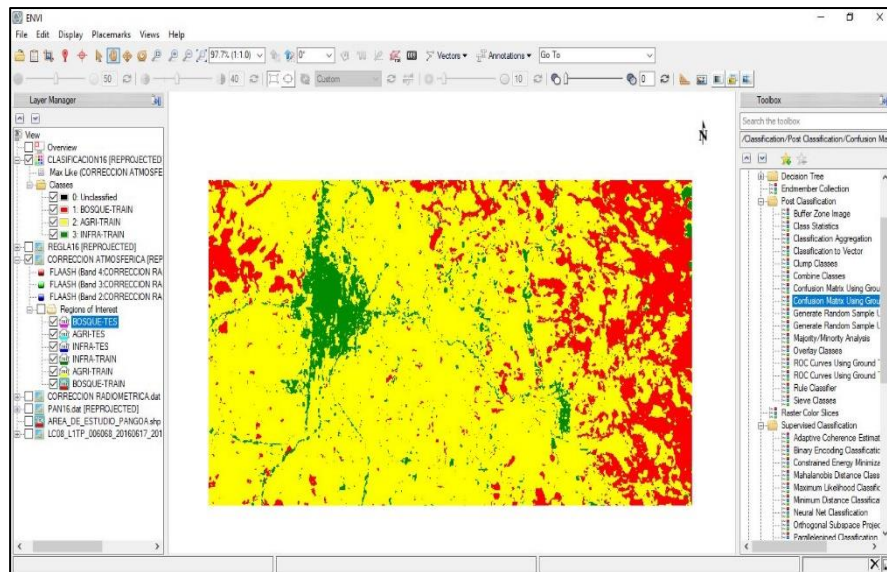 ENVI
File Edit Display Placemarks Views Help
97.7% (1:1.0) 0° Vectors Annotations Go To
50 40 Custom 10 0
Layer Manager
View
Overview
CLASIFICACION16 [REPROJECTED
Max Like (CORRECCION ATMOSFE
Classes
0: Unclassified
1: BOSQUE-TRAIN
2: AGRI-TRAIN
3: INFRA-TRAIN
REGLA16 [REPROJECTED]
CORRECCION ATMOSFERICA [REP
FLAASH (Band 4:CORRECCION RA
FLAASH (Band 3:CORRECCION RA
FLAASH (Band 2:CORRECCION RA
Regions of Interest
BOSQUE-TES
AGRI-TES
INFRA-TES
INFRA-TRAIN
AGRI-TRAIN
BOSQUE-TRAIN
CORRECCION RADIOMETRICA.dat
PAN16.dat [REPROJECTED]
AREA_DE_ESTUDIO_PANGOA.shp
LC08_L1TP_006068_20160617_201
N
Toolbox
Search the toolbox
/Classification/Post Classification/Confusion Ma
Decision Tree
Endmember Collection
Post Classification
Buffer Zone Image
Class Statistics
Classification Aggregation
Classification to Vector
Clump Classes
Combine Classes
Confusion Matrix Using Grou
Confusion Matrix Using Grou
Generate Random Sample U
Generate Random Sample U
Majority/Minority Analysis
Overlay Classes
ROC Curves Using Ground T
ROC Curves Using Ground T
Rule Classifier
Sieve Classes
Raster Color Slices
Supervised Classification
Adaptive Coherence Estimat
Binary Encoding Classificatic
Constrained Energy Minimiza
Mahalanobis Distance Class
Maximum Likelihood Classific
Minimum Distance Classifica
Neural Net Classification
Orthogonal Subspace Projec
Parallelepiped Classification